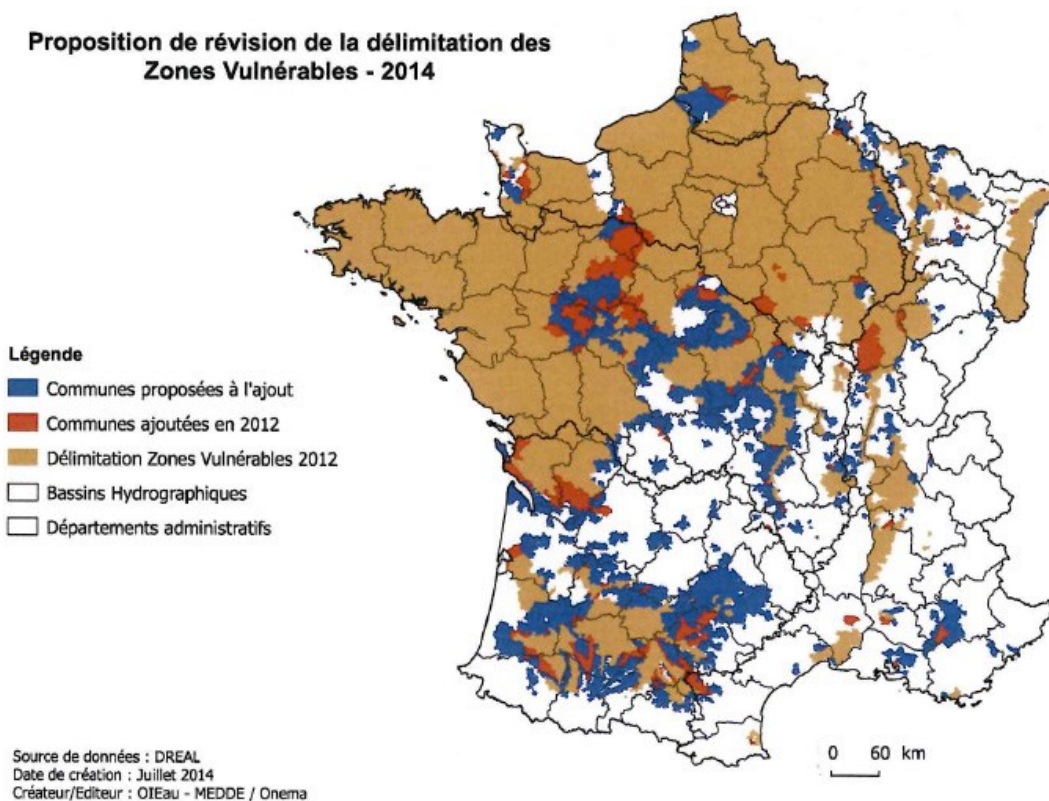 Proposition de révision de la délimitation des
Zones Vulnérables - 2014
Légende
Communes proposées à l'ajout
Communes ajoutées en 2012
Délimitation Zones Vulnérables 2012
Bassins Hydrographiques
Départements administratifs
Source de données : DREAL
Date de création : Juillet 2014
Créateur/Editeur : OIEau - MEDDE / Onema
0 60 km